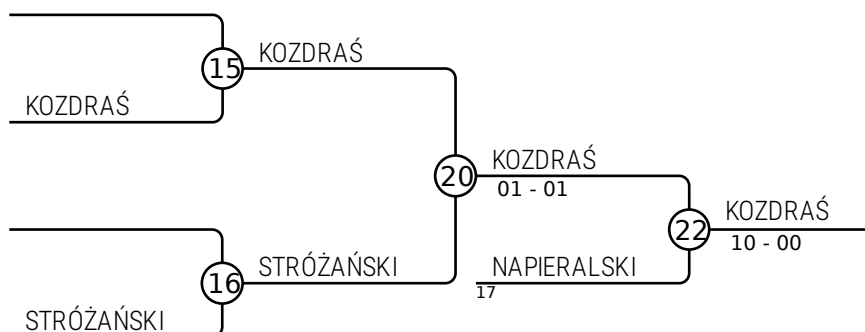 KOZDRAŚ
15
KOZDRAŚ
KOZDRAŚ
20
01 - 01
KOZDRAŚ
22
10 - 00
STRÓŻAŃSKI
16
NAPIERALSKI
17
STRÓŻAŃSKI